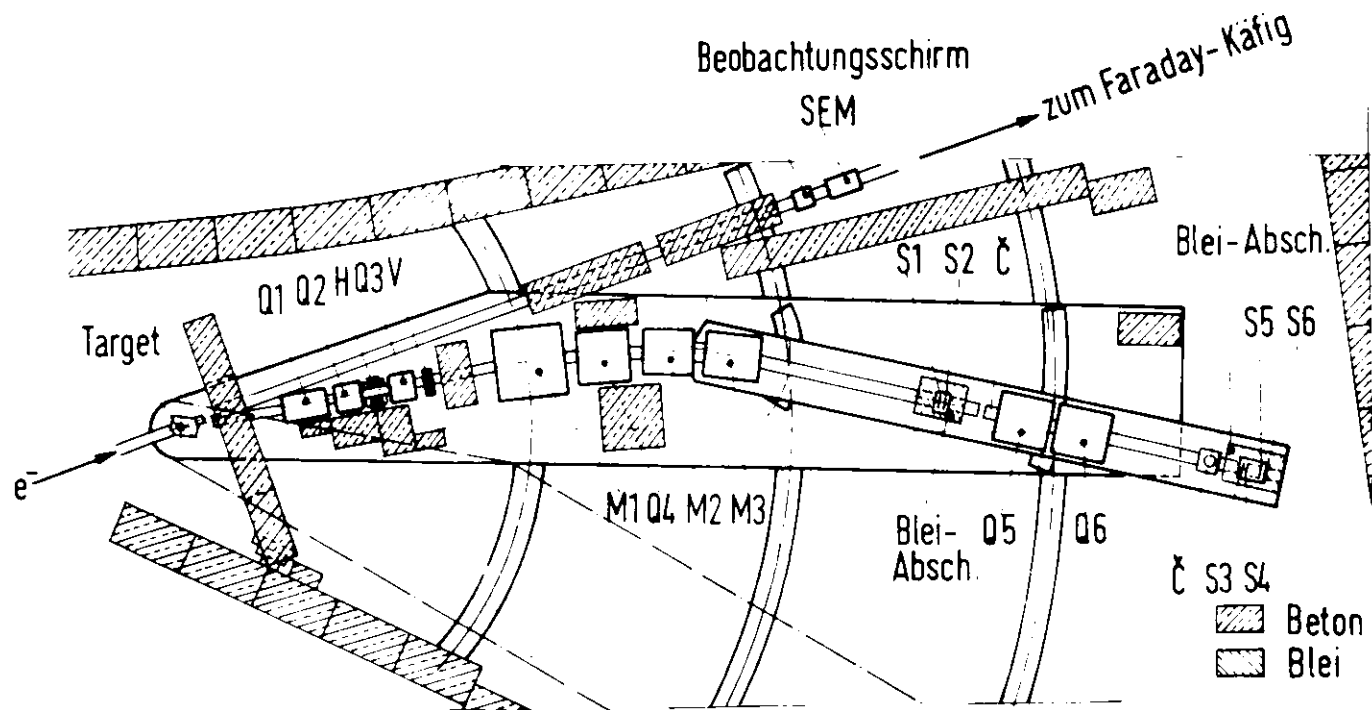 Beobachtungsschirm
SEM
zum Faraday-Käfig
Q1 Q2 H Q3 V
S1 S2 Č
Blei-Absch.
S5 S6
Target
e⁻
M1 Q4 M2 M3
Blei-
Absch.
Q5
Q6
Č S3 S4
Beton
Blei